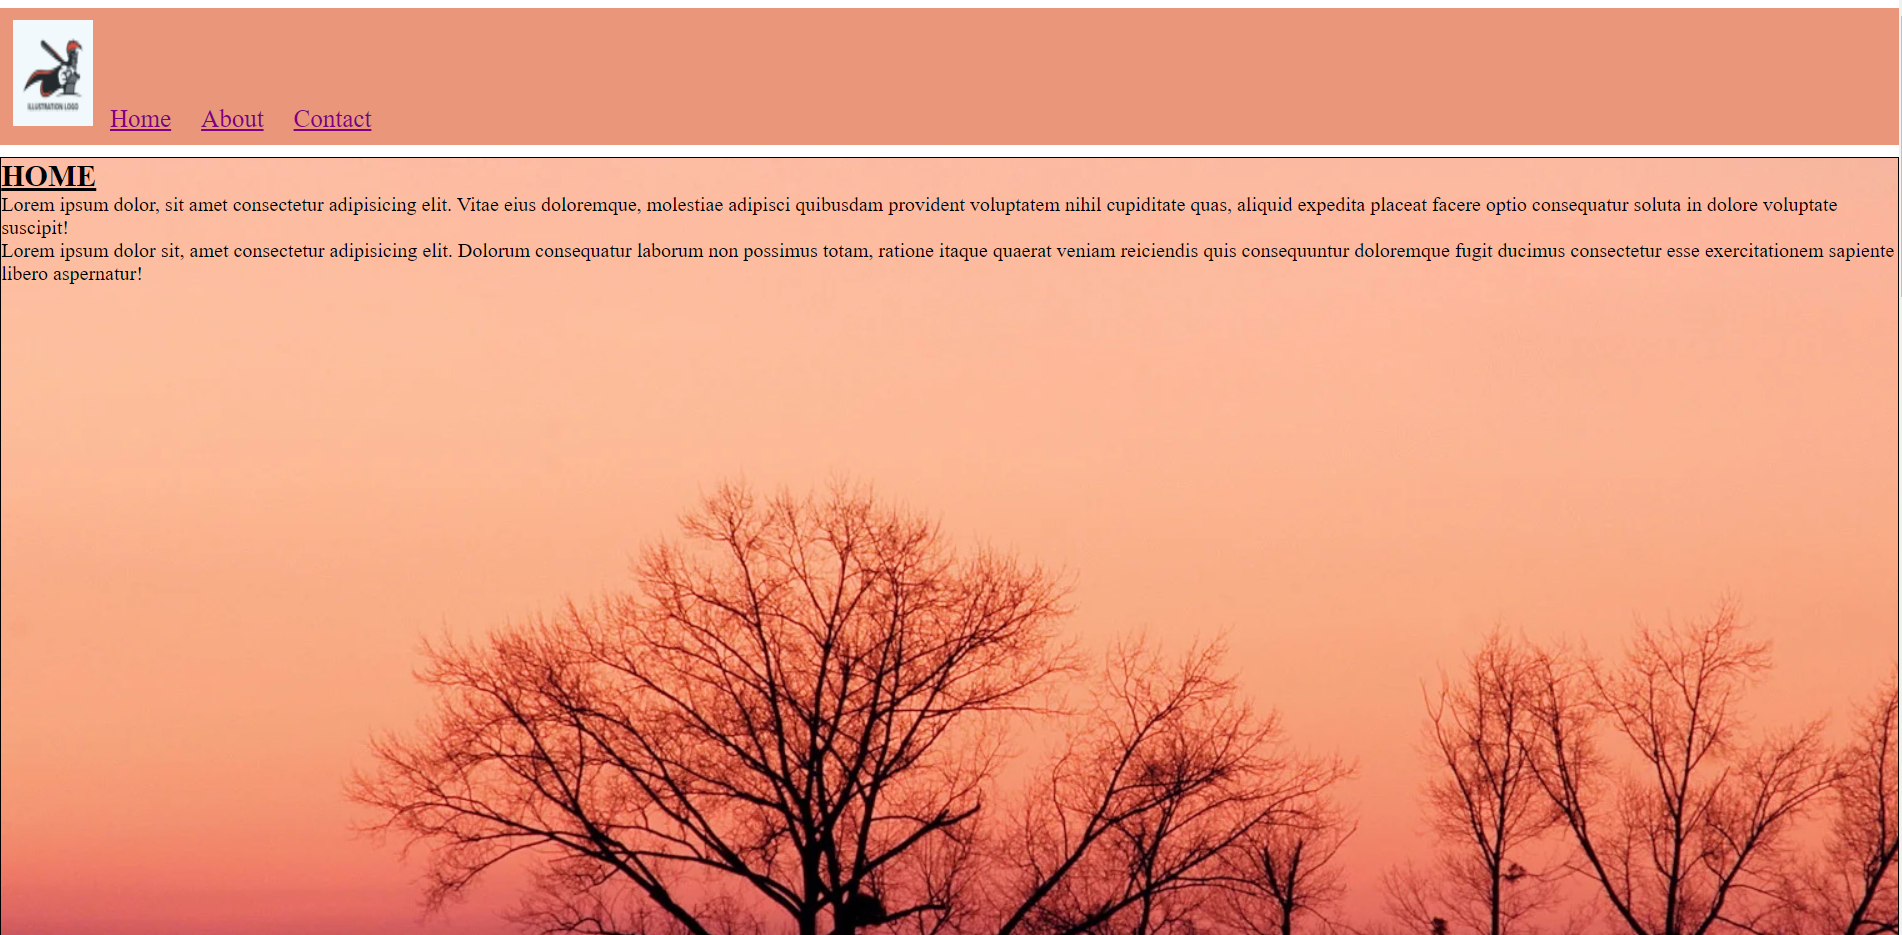 ILLUSTRATION LOGO
Home About Contact
HOME
Lorem ipsum dolor, sit amet consectetur adipisicing elit. Vitae eius doloremque, molestiae adipisci quibusdam provident voluptatem nihil cupiditate quas, aliquid expedita placeat facere optio consequatur soluta in dolore voluptate
suscipit!
Lorem ipsum dolor sit, amet consectetur adipisicing elit. Dolorum consequatur laborum non possimus totam, ratione itaque quaerat veniam reiciendis quis consequuntur doloremque fugit ducimus consectetur esse exercitationem sapiente
libero aspernatur!